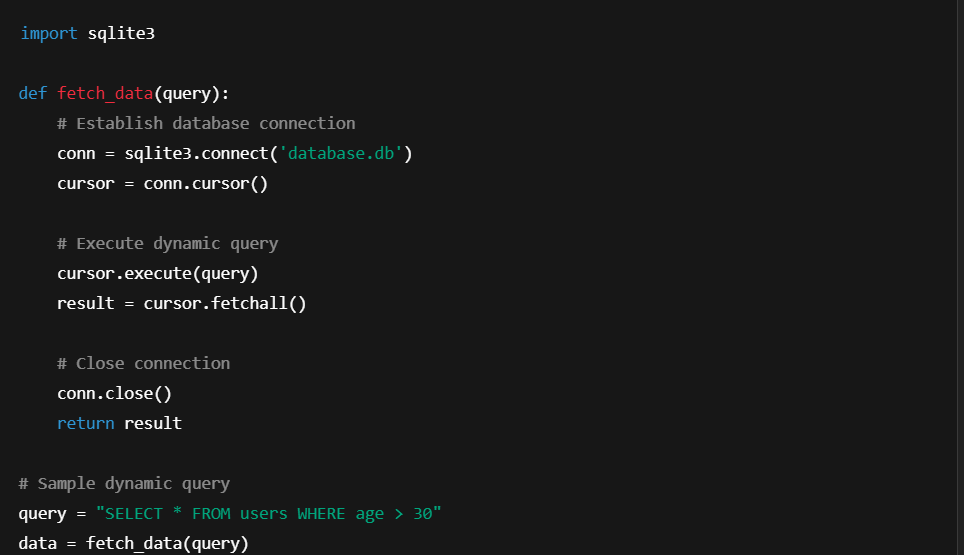 import sqlite3
def fetch_data(query):
    # Establish database connection
    conn = sqlite3.connect('database.db')
    cursor = conn.cursor()
    # Execute dynamic query
    cursor.execute(query)
    result = cursor.fetchall()
    # Close connection
    conn.close()
    return result
# Sample dynamic query
query = "SELECT * FROM users WHERE age > 30"
data = fetch_data(query)